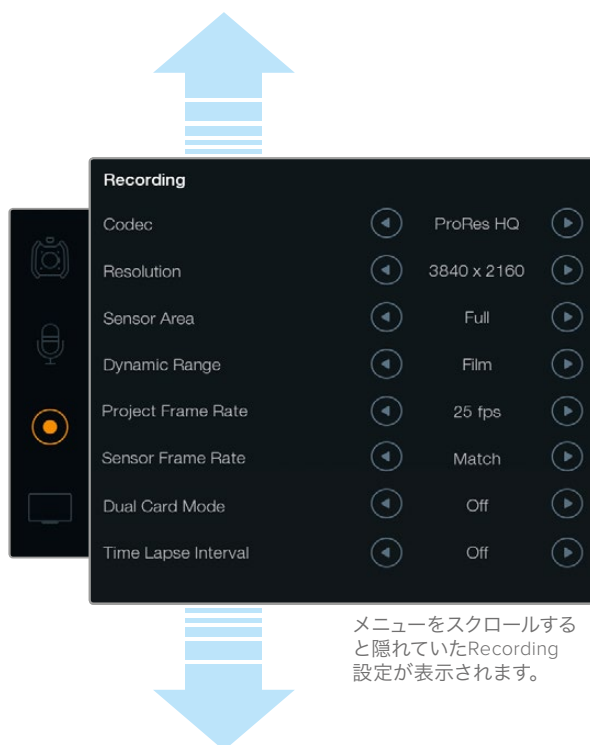 Recording
Codec ProRes HQ
Resolution 3840 x 2160
Sensor Area Full
Dynamic Range Film
Project Frame Rate 25 fps
Sensor Frame Rate Match
Dual Card Mode Off
Time Lapse Interval Off
メニューをスクロールする
と隠れていたRecording
設定が表示されます。